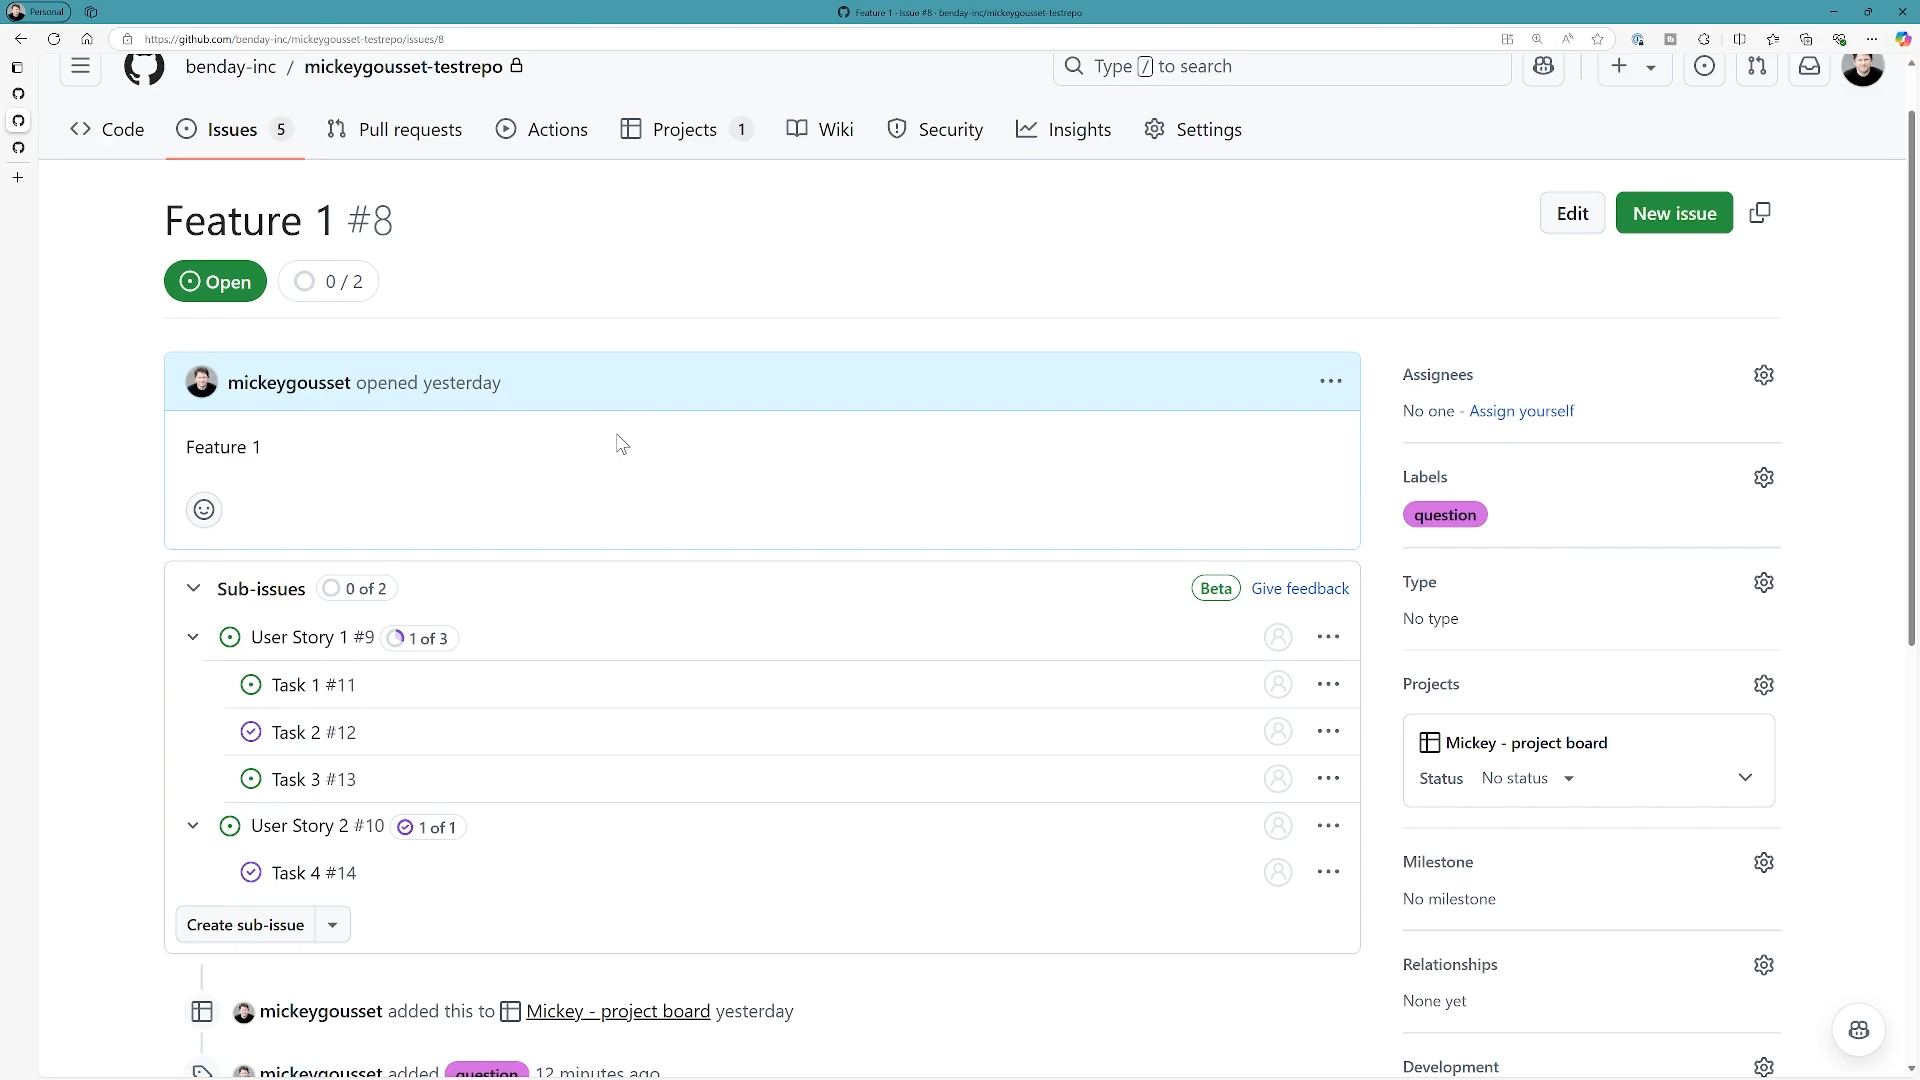 Personal
Feature 1 · Issue #8 · benday-inc/mickeygousset-testrepo
https://github.com/benday-inc/mickeygousset-testrepo/issues/8
benday-inc / mickeygousset-testrepo
Type / to search
Code
Issues 5
Pull requests
Actions
Projects 1
Wiki
Security
Insights
Settings
Feature 1 #8
Edit
New issue
Open
0 / 2
mickeygousset opened yesterday
Feature 1
Sub-issues 0 of 2
Beta
Give feedback
User Story 1 #9 1 of 3
Task 1 #11
Task 2 #12
Task 3 #13
User Story 2 #10 1 of 1
Task 4 #14
Create sub-issue
mickeygousset added this to Mickey - project board yesterday
mickeygousset added question 12 minutes ago
Assignees
No one - Assign yourself
Labels
question
Type
No type
Projects
Mickey - project board
Status No status
Milestone
No milestone
Relationships
None yet
Development